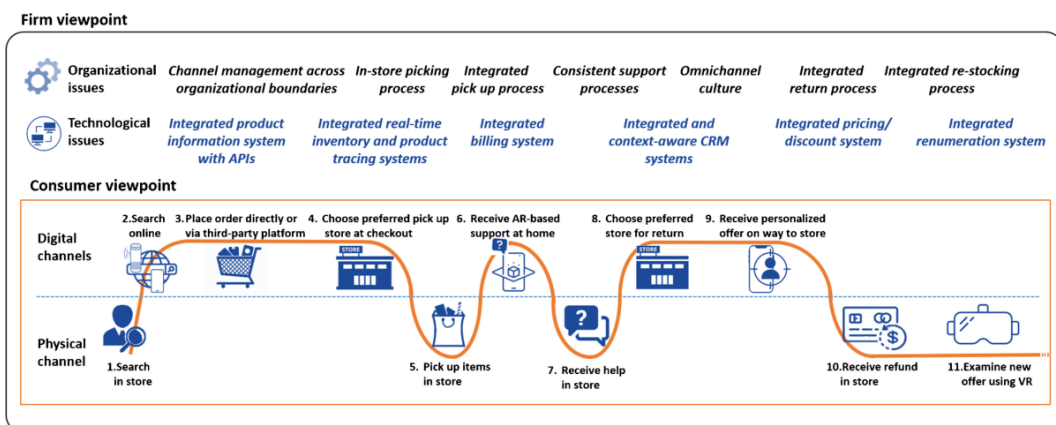 Firm viewpoint
Organizational
issues
Channel management across
organizational boundaries
In-store picking
process
Integrated
pick up process
Consistent support
processes
Omnichannel
culture
Integrated
return process
Integrated re-stocking
process
Technological
issues
Integrated product
information system
with APIs
Integrated real-time
inventory and product
tracing systems
Integrated
billing system
Integrated and
context-aware CRM
systems
Integrated pricing/
discount system
Integrated
renumeration system
Consumer viewpoint
Digital
channels
2.Search
online
3. Place order directly or
via third-party platform
4. Choose preferred pick up
store at checkout
6. Receive AR-based
support at home
8. Choose preferred
store for return
9. Receive personalized
offer on way to store
STORE
STORE
Physical
channel
1.Search
in store
5. Pick up items
in store
7. Receive help
in store
10.Receive refund
in store
11.Examine new
offer using VR